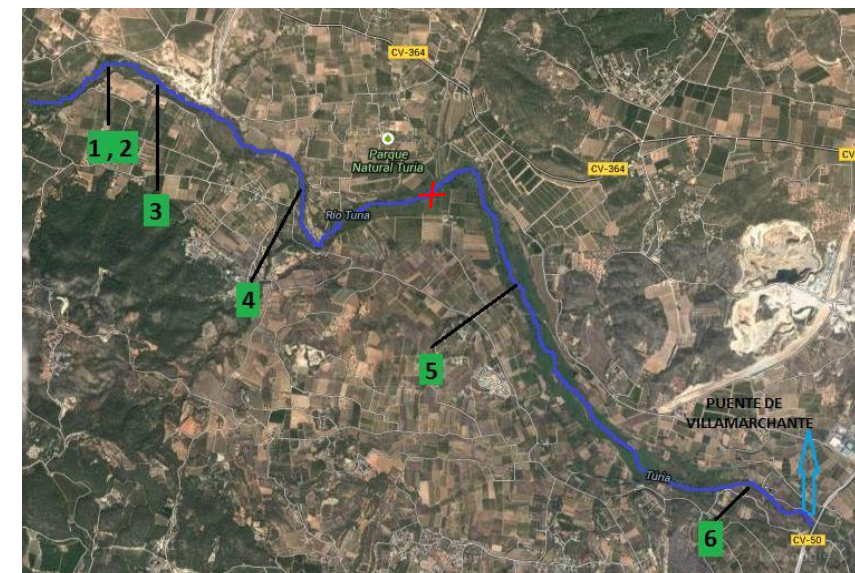 CV-364
1 , 2
Parque
Natural Turia
CV-364
CV
3
Río Turia
4
5
PUENTE DE
VILLAMARCHANTE
Turia
6
CV-50